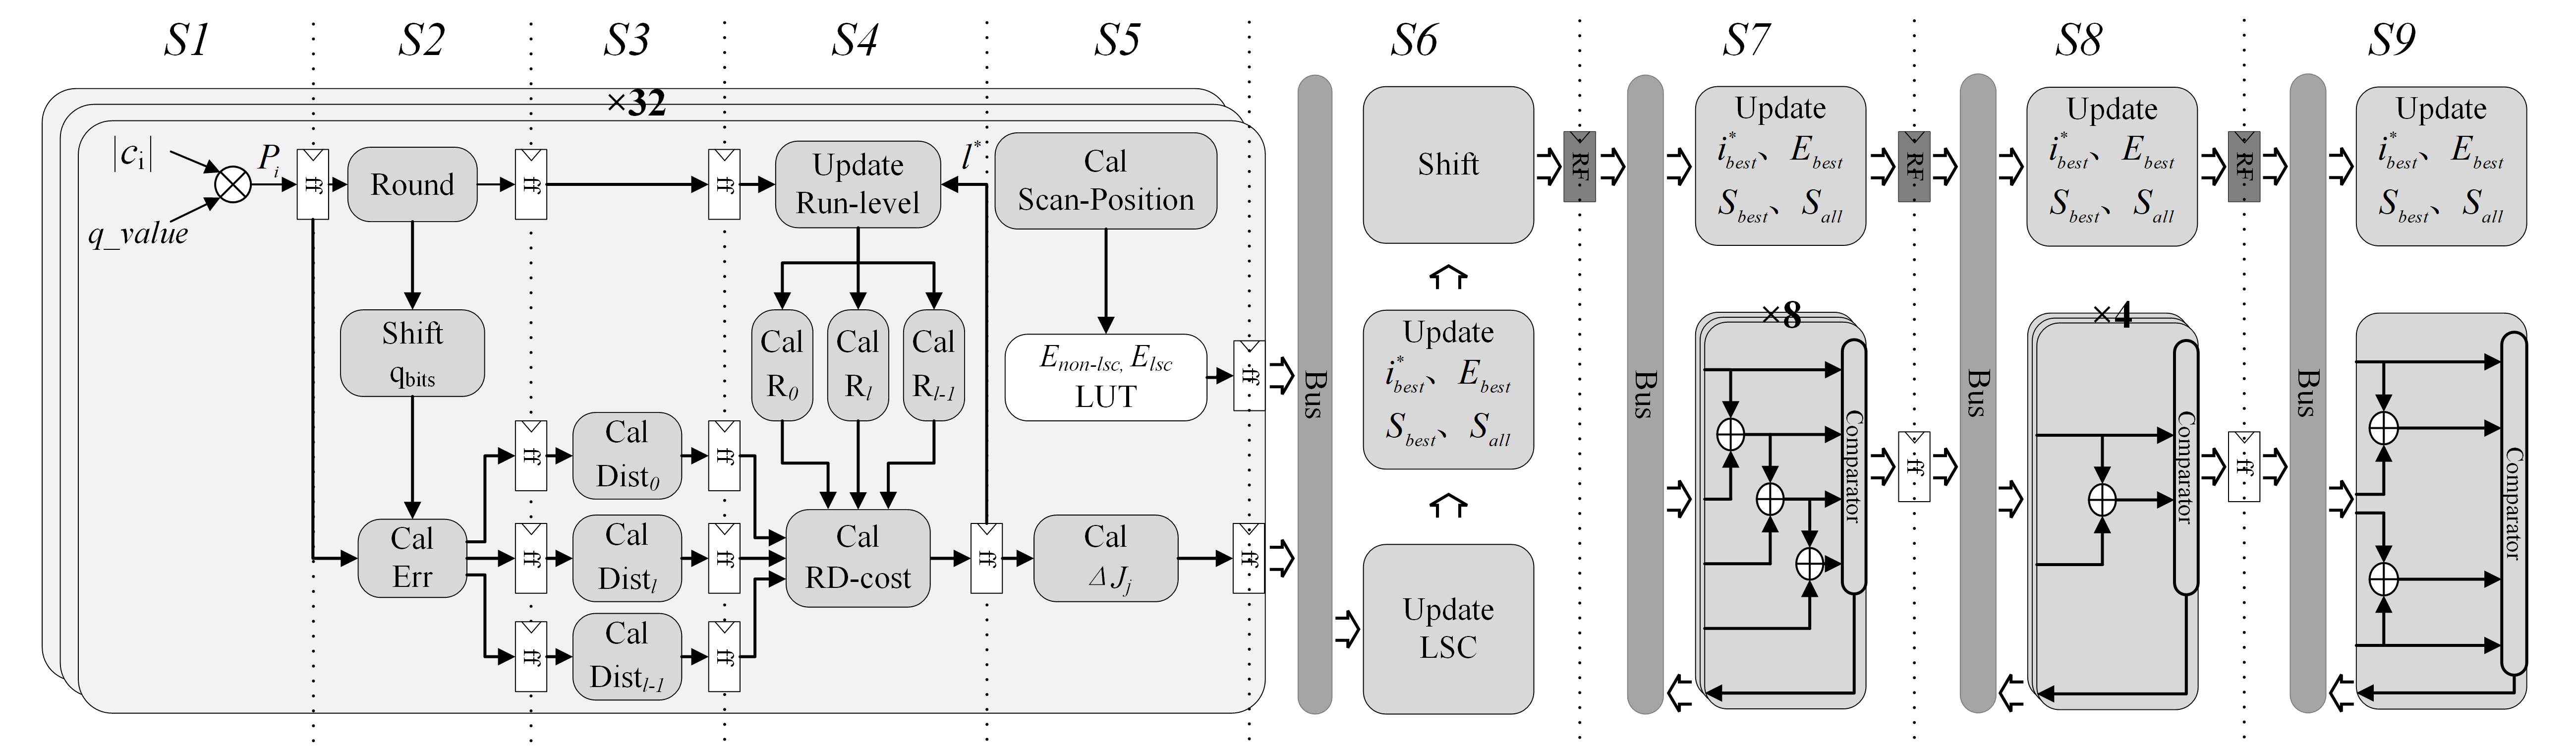 S1 S2 S3 S4 S5 S6 S7 S8 S9
×32
|c_i|
P_i
q_value
ff
Round
Shift
qbits
Cal
Err
ff
ff
ff
ff
Cal
Dist_0
Cal
Dist_l
Cal
Dist_{l-1}
ff
ff
ff
ff
Update
Run-level
l^*
Cal
R_0
Cal
R_l
Cal
R_{l-1}
Cal
RD-cost
ff
Cal
Scan-Position
E_{non-lsc}, E_{lsc}
LUT
Cal
ΔJ_j
ff
ff
Bus
Shift
Update
i^*_{best}、 E_{best}
S_{best}、 S_{all}
Update
LSC
RF
Bus
Update
i^*_{best}、 E_{best}
S_{best}、 S_{all}
×8
Comparator
RF
ff
Bus
Update
i^*_{best}、 E_{best}
S_{best}、 S_{all}
×4
Comparator
RF
ff
Bus
Update
i^*_{best}、 E_{best}
S_{best}、 S_{all}
Comparator